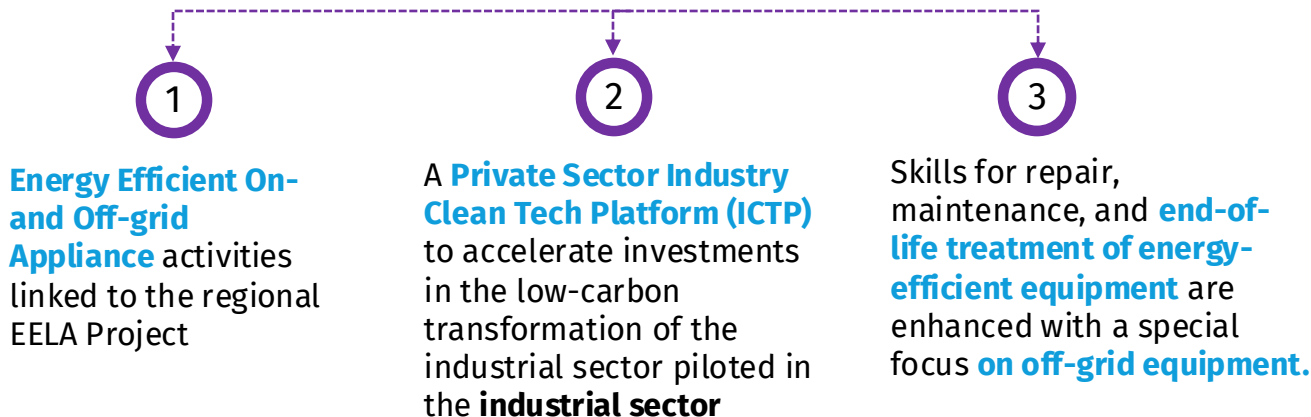 1
Energy Efficient On-
and Off-grid
Appliance activities
linked to the regional
EELA Project
2
A Private Sector Industry
Clean Tech Platform (ICTP)
to accelerate investments
in the low-carbon
transformation of the
industrial sector piloted in
the industrial sector
3
Skills for repair,
maintenance, and end-of-
life treatment of energy-
efficient equipment are
enhanced with a special
focus on off-grid equipment.